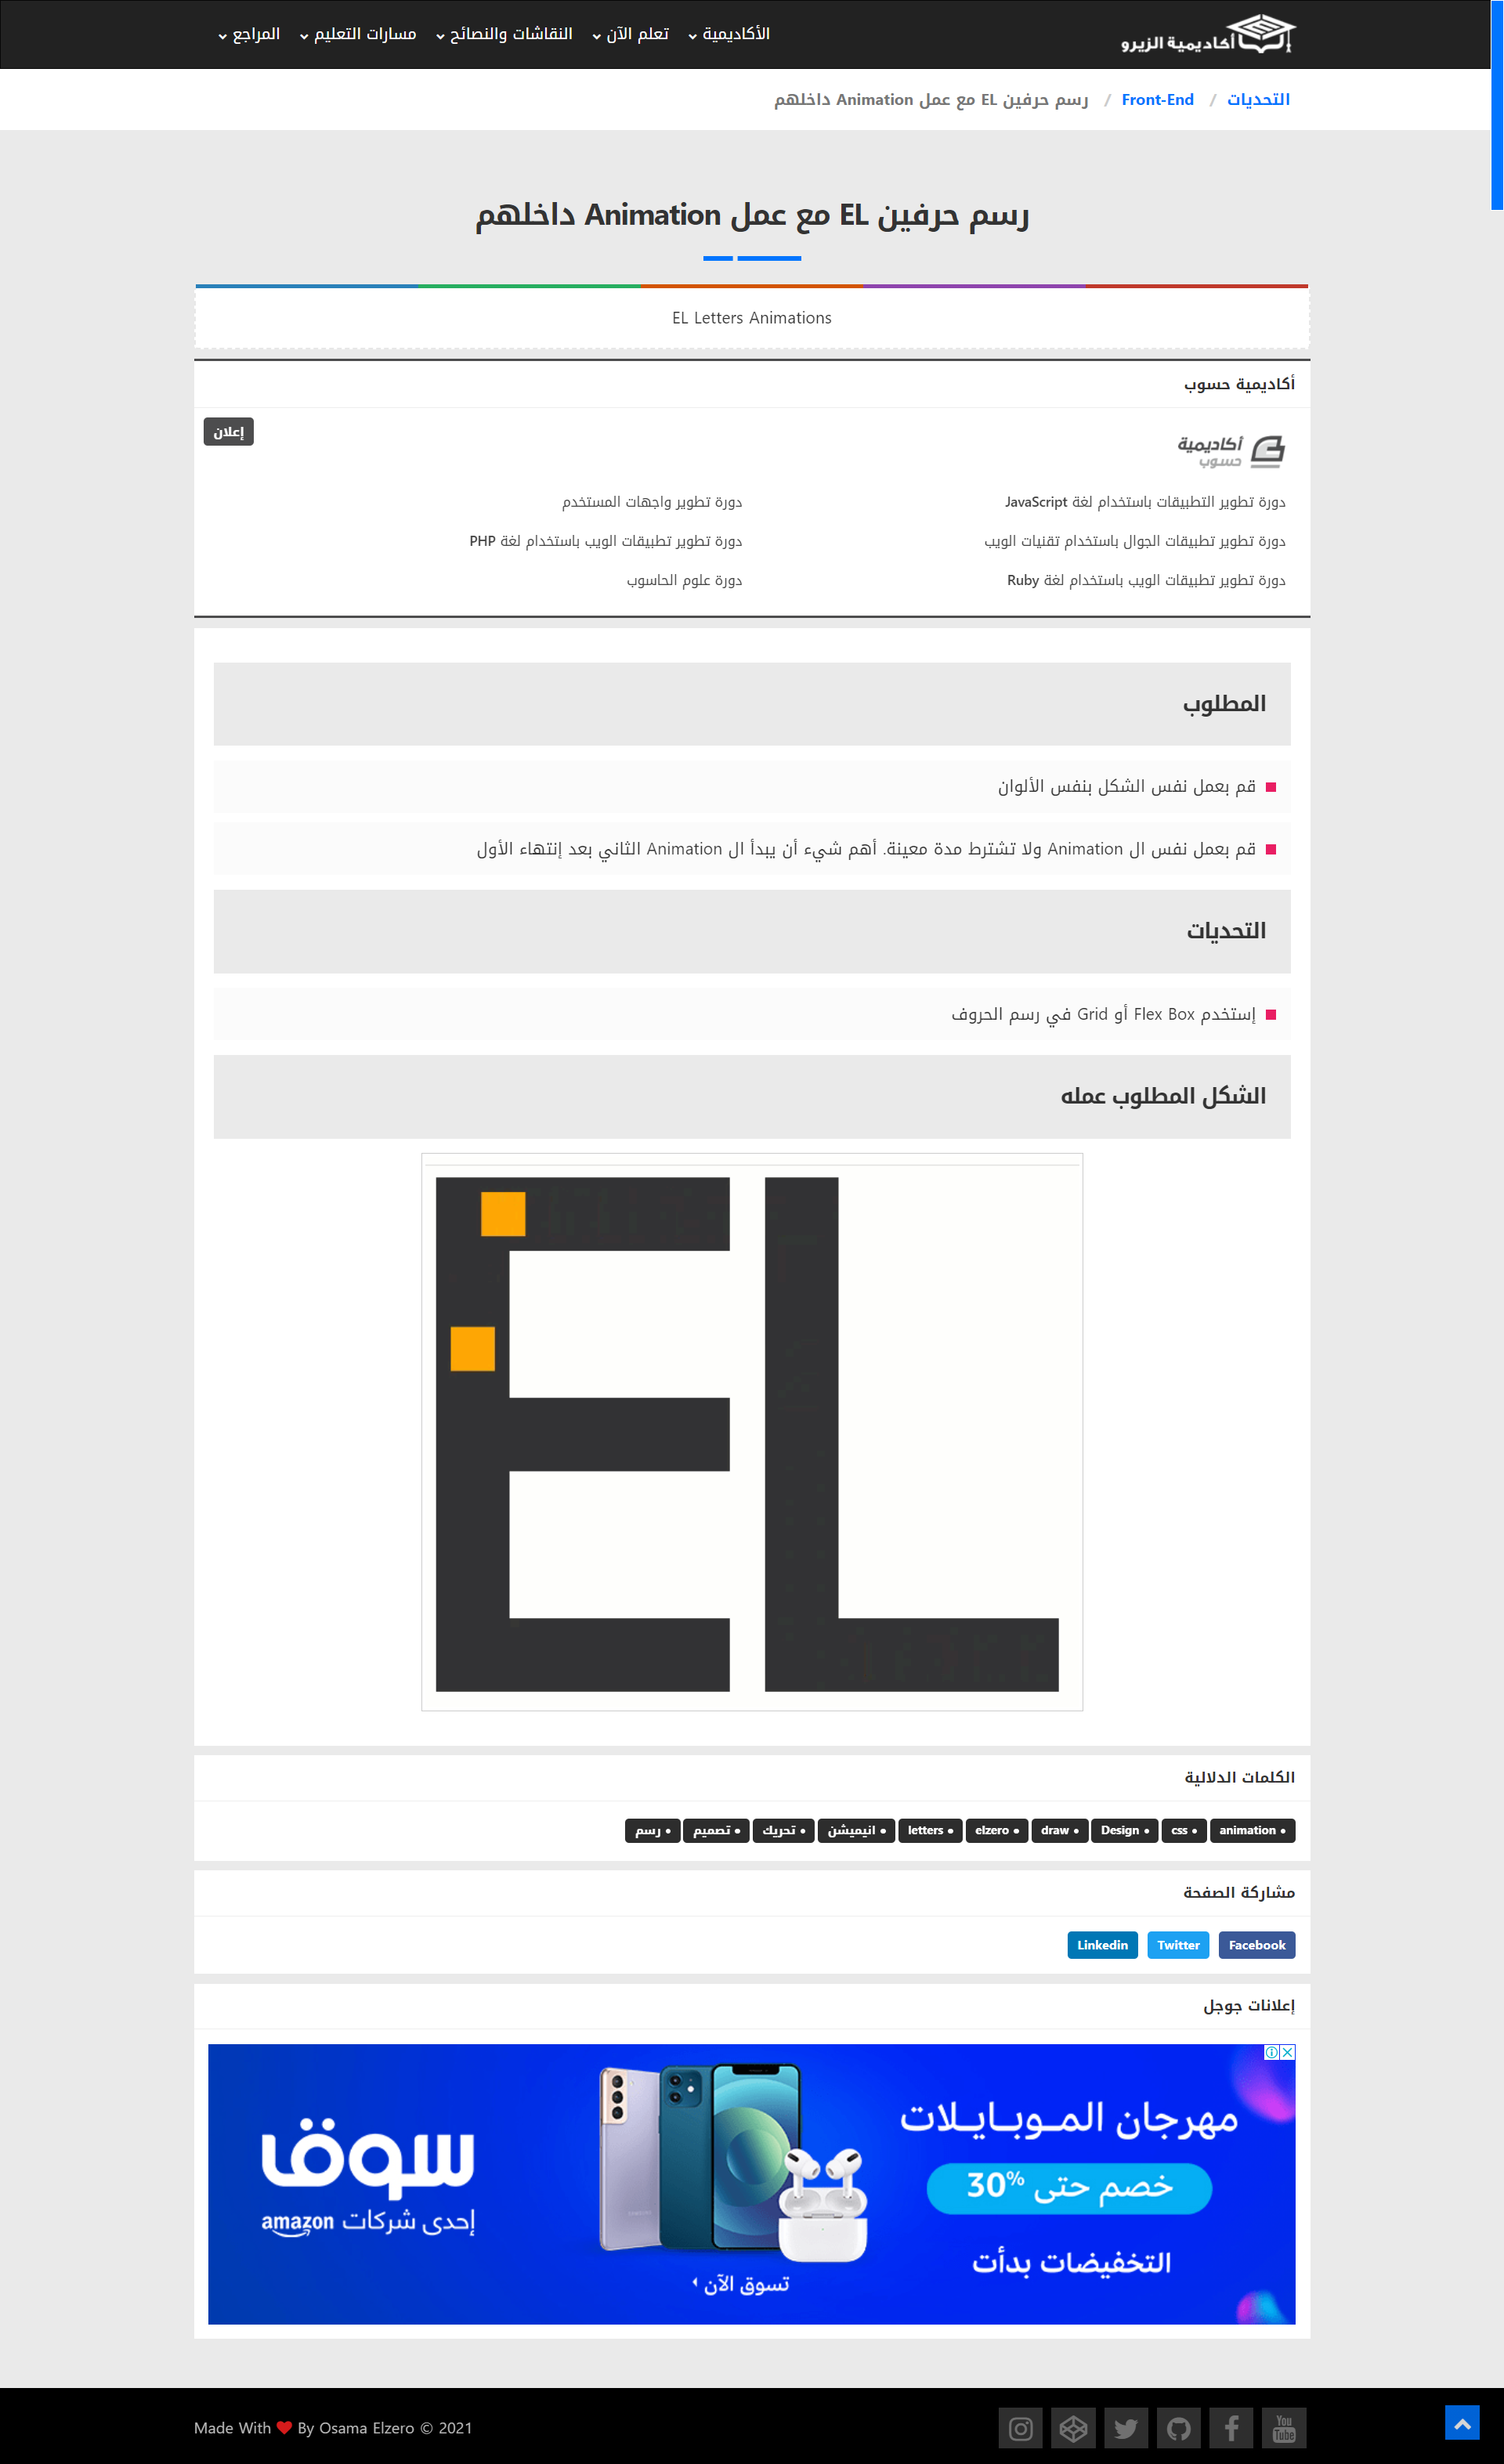 أكاديمية الزيرو
الأكاديمية
تعلم الآن
النقاشات والنصائح
مسارات التعليم
المراجع
التحديات / Front-End / رسم حرفين EL مع عمل Animation داخلهم
رسم حرفين EL مع عمل Animation داخلهم
EL Letters Animations
أكاديمية حسوب
إعلان
أكاديمية
حسوب
دورة تطوير التطبيقات باستخدام لغة JavaScript
دورة تطوير واجهات المستخدم
دورة تطوير تطبيقات الجوال باستخدام تقنيات الويب
دورة تطوير تطبيقات الويب باستخدام لغة PHP
دورة تطوير تطبيقات الويب باستخدام لغة Ruby
دورة علوم الحاسوب
المطلوب
قم بعمل نفس الشكل بنفس الألوان
قم بعمل نفس ال Animation ولا تشترط مدة معينة. أهم شيء أن يبدأ ال Animation الثاني بعد إنتهاء الأول
التحديات
إستخدم Flex Box أو Grid في رسم الحروف
الشكل المطلوب عمله
EL
الكلمات الدلالية
• animation
• css
• Design
• draw
• elzero
• letters
• انيميشن
• تحريك
• تصميم
• رسم
مشاركة الصفحة
Facebook
Twitter
Linkedin
إعلانات جوجل
مهرجان الموبايلات
خصم حتى 30%
التخفيضات بدأت
تسوق الآن
سوق
إحدى شركات amazon
Made With ❤ By Osama Elzero © 2021
You
Tube